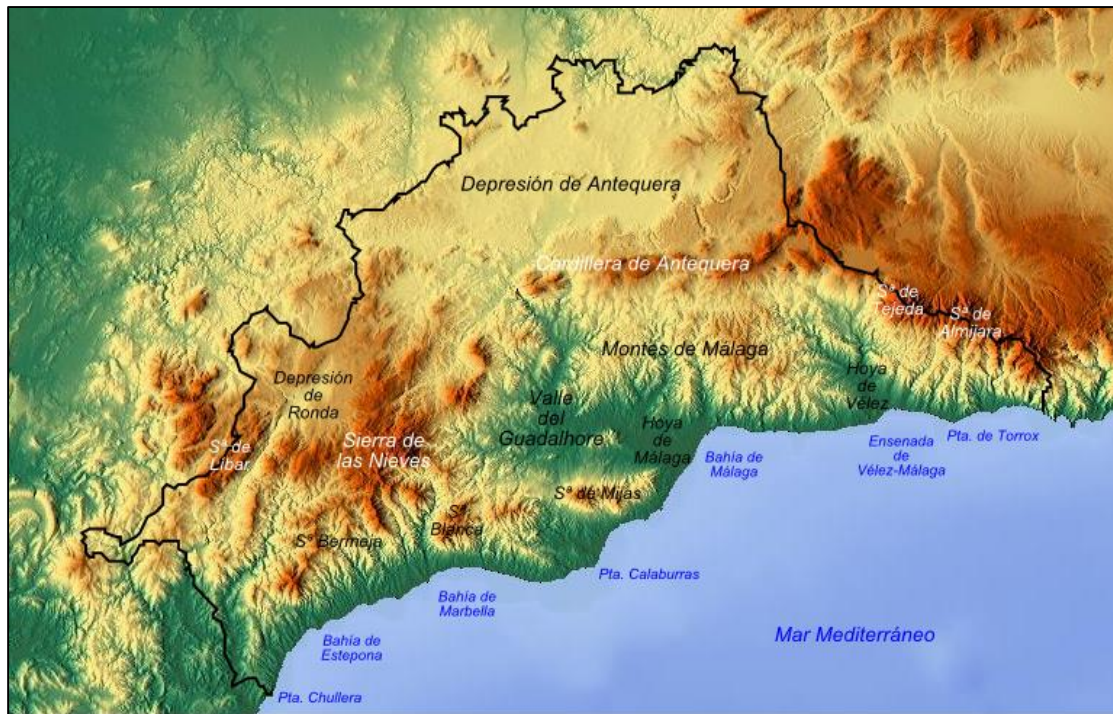 Depresión de Antequera
Cordillera de Antequera
Sª de
Tejeda
Sª de
Almijara
Montes de Málaga
Hoya
de
Vélez
Depresión
de
Ronda
Valle
del
Guadalhore
Hoya
de
Málaga
Sª de
Líbar
Sierra de
las Nieves
Ensenada
de
Vélez-Málaga
Pta. de Torrox
Bahía de
Málaga
Sª de Mijas
Sª
Blanca
Sª Bermeja
Pta. Calaburras
Bahía de
Marbella
Bahía de
Estepona
Mar Mediterráneo
Pta. Chullera